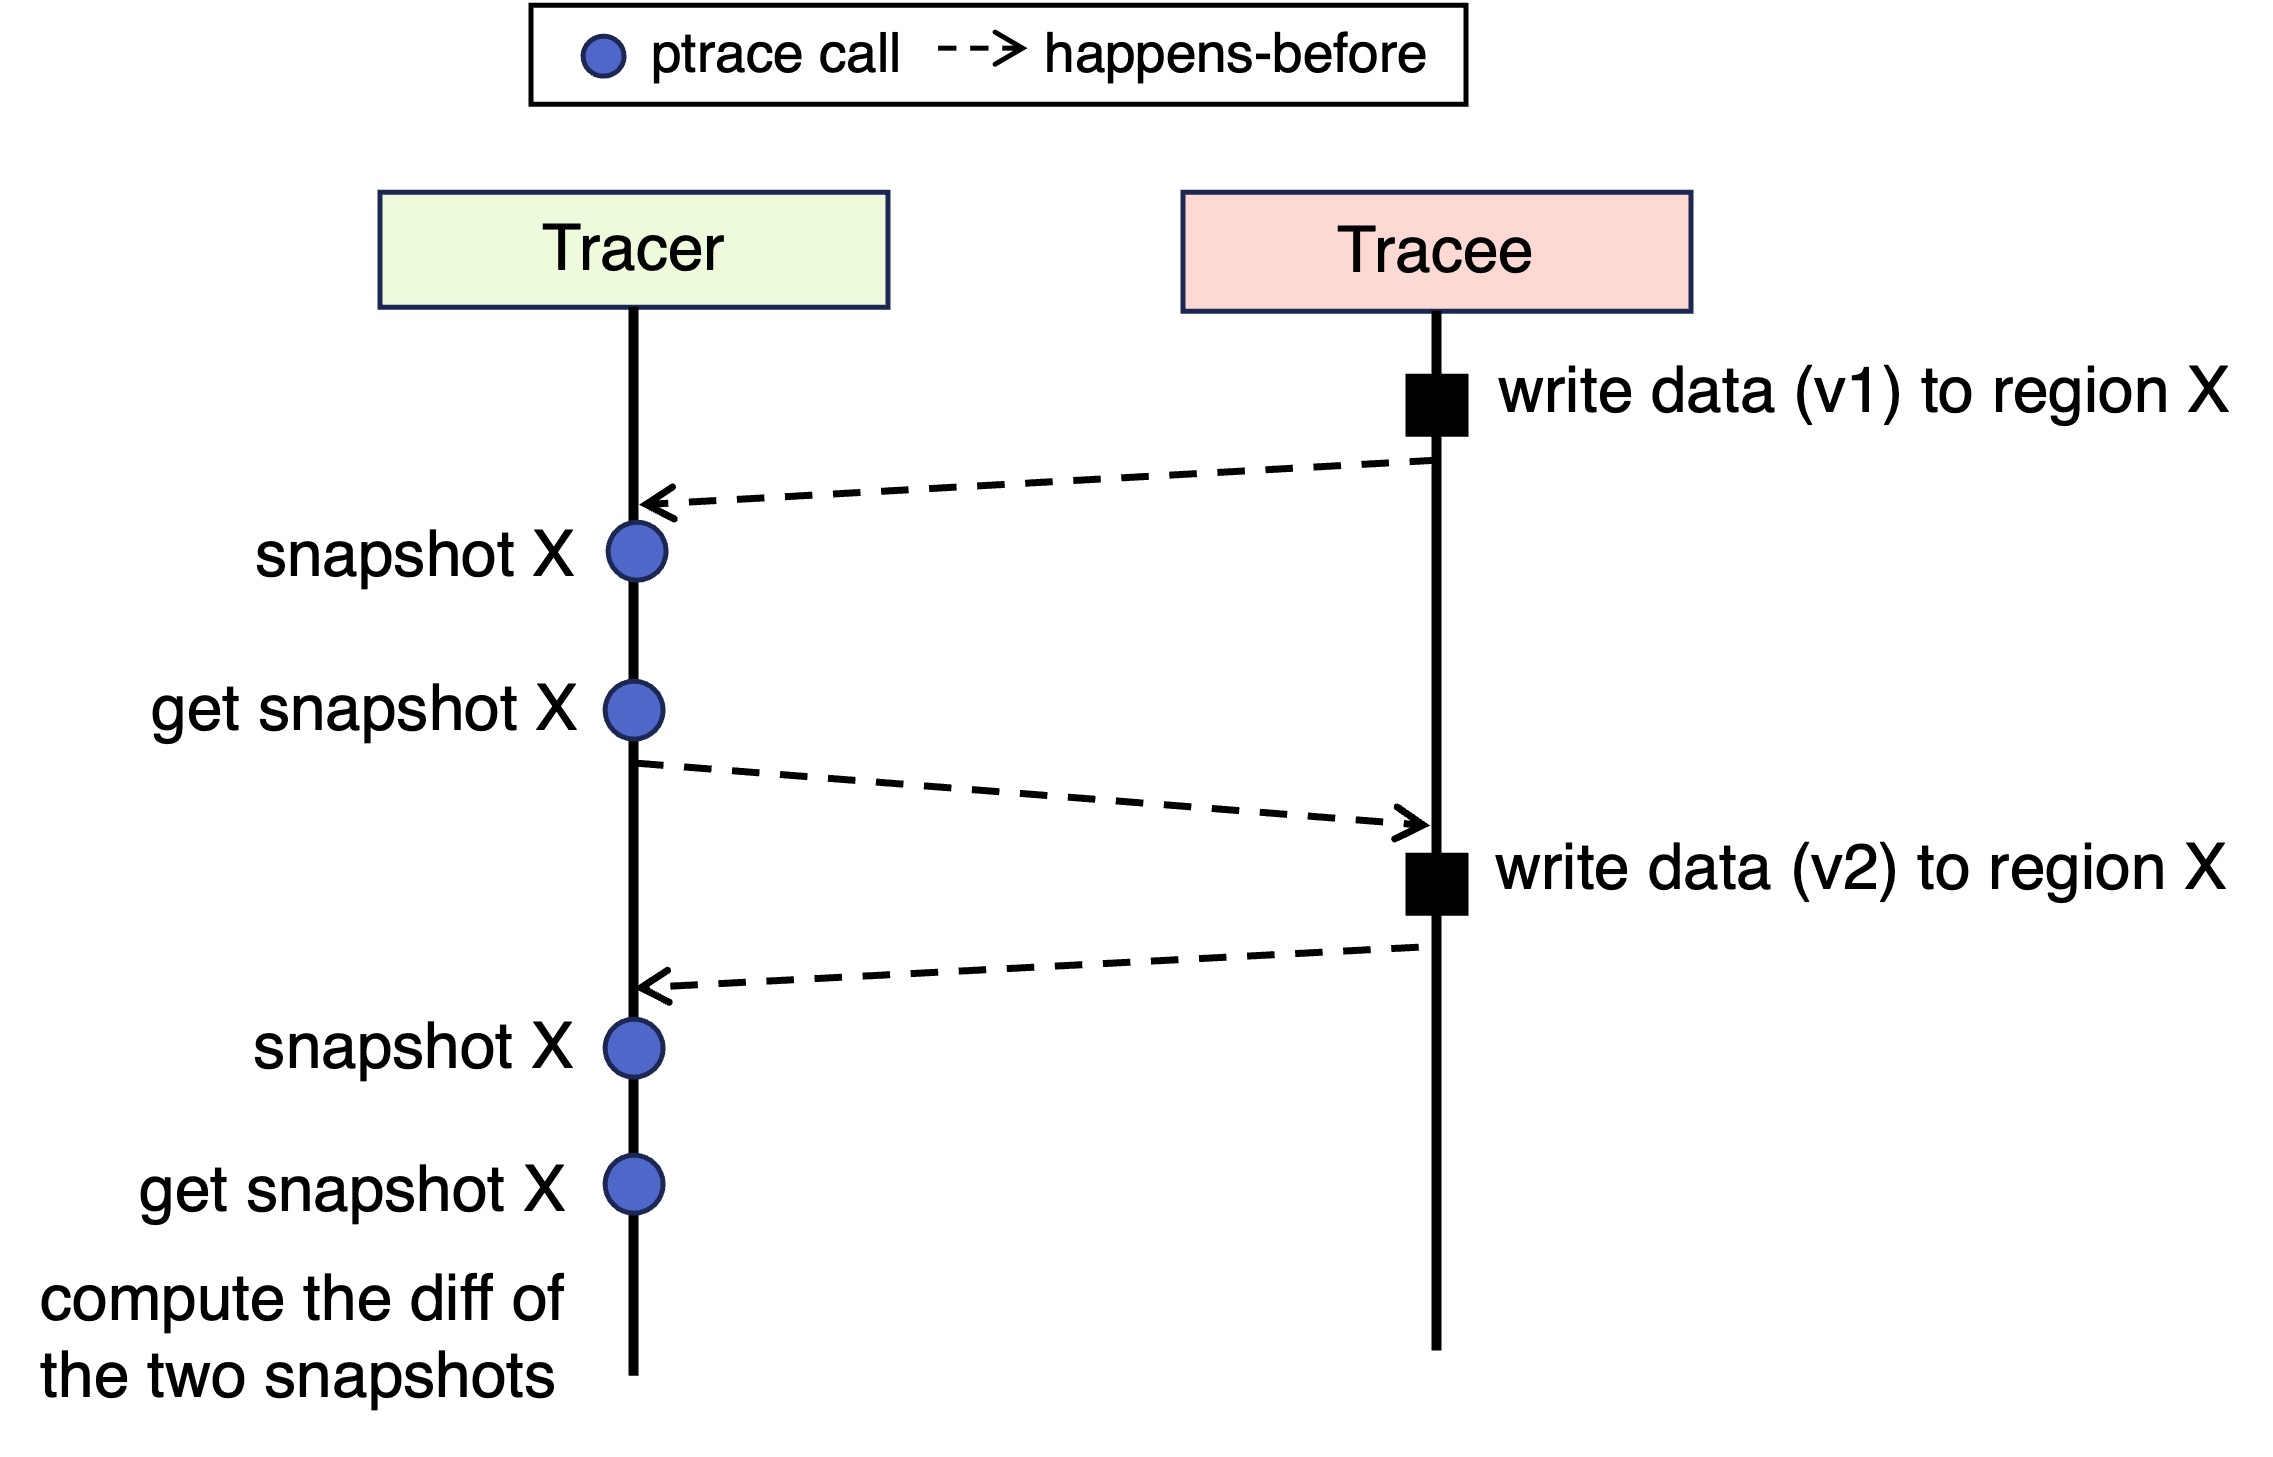 ptrace call
happens-before
Tracer
Tracee
write data (v1) to region X
snapshot X
get snapshot X
write data (v2) to region X
snapshot X
get snapshot X
compute the diff of
the two snapshots